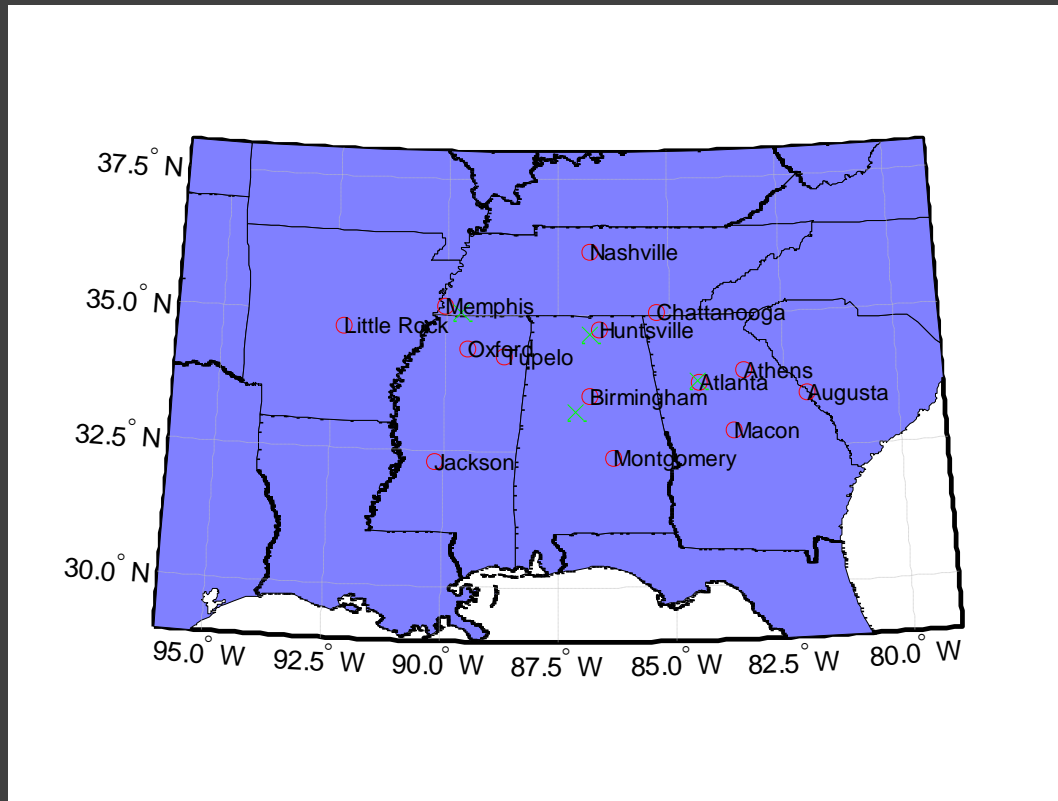 37.5° N
Nashville
35.0° N
Memphis
Chattanooga
Little Rock
Huntsville
Oxford
Tupelo
Athens
Atlanta
Augusta
Birmingham
32.5° N
Macon
Jackson
Montgomery
30.0° N
95.0° W
92.5° W
90.0° W
87.5° W
85.0° W
82.5° W
80.0° W